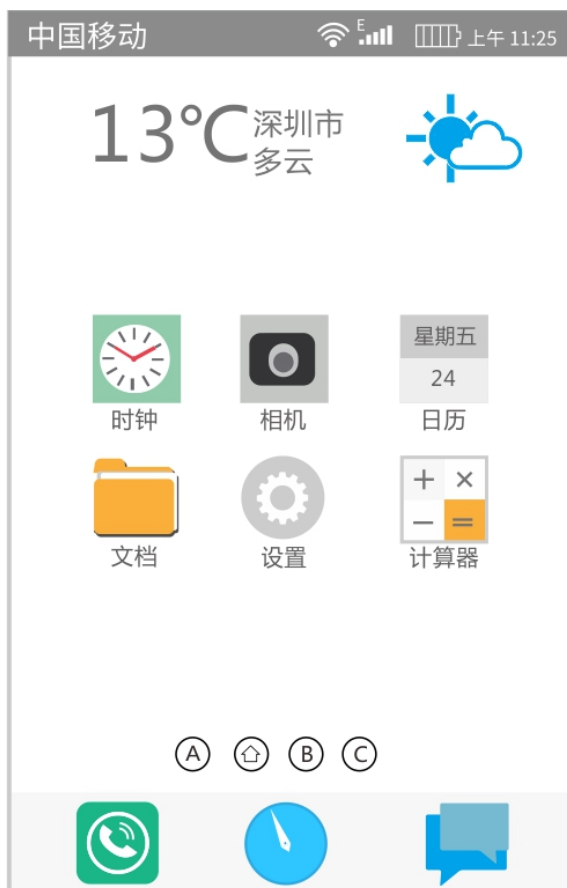 中国移动 E 上午 11:25
13℃ 深圳市
多云
星期五
24
时钟 相机 日历
+ ×
− =
文档 设置 计算器
A B C